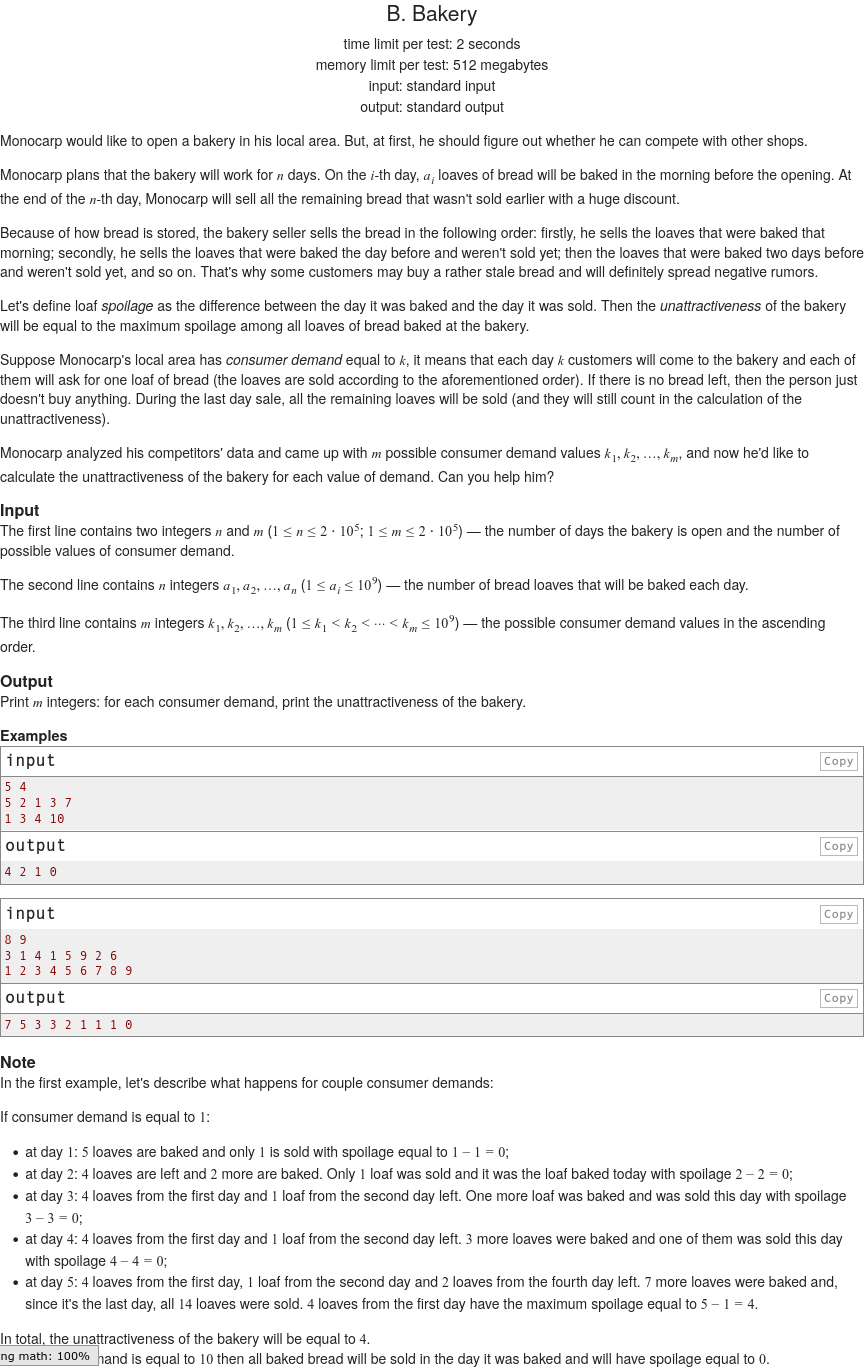 B. Bakery
time limit per test: 2 seconds
memory limit per test: 512 megabytes
input: standard input
output: standard output
Monocarp would like to open a bakery in his local area. But, at first, he should figure out whether he can compete with other shops.
Monocarp plans that the bakery will work for n days. On the i-th day, a_i loaves of bread will be baked in the morning before the opening. At
the end of the n-th day, Monocarp will sell all the remaining bread that wasn't sold earlier with a huge discount.
Because of how bread is stored, the bakery seller sells the bread in the following order: firstly, he sells the loaves that were baked that
morning; secondly, he sells the loaves that were baked the day before and weren't sold yet; then the loaves that were baked two days before
and weren't sold yet, and so on. That's why some customers may buy a rather stale bread and will definitely spread negative rumors.
Let's define loaf spoilage as the difference between the day it was baked and the day it was sold. Then the unattractiveness of the bakery
will be equal to the maximum spoilage among all loaves of bread baked at the bakery.
Suppose Monocarp's local area has consumer demand equal to k, it means that each day k customers will come to the bakery and each of
them will ask for one loaf of bread (the loaves are sold according to the aforementioned order). If there is no bread left, then the person just
doesn't buy anything. During the last day sale, all the remaining loaves will be sold (and they will still count in the calculation of the
unattractiveness).
Monocarp analyzed his competitors' data and came up with m possible consumer demand values k_1, k_2, …, k_m, and now he'd like to
calculate the unattractiveness of the bakery for each value of demand. Can you help him?
Input
The first line contains two integers n and m (1 ≤ n ≤ 2 · 10^5; 1 ≤ m ≤ 2 · 10^5) — the number of days the bakery is open and the number of
possible values of consumer demand.
The second line contains n integers a_1, a_2, …, a_n (1 ≤ a_i ≤ 10^9) — the number of bread loaves that will be baked each day.
The third line contains m integers k_1, k_2, …, k_m (1 ≤ k_1 < k_2 < ⋯ < k_m ≤ 10^9) — the possible consumer demand values in the ascending
order.
Output
Print m integers: for each consumer demand, print the unattractiveness of the bakery.
Examples
input Copy
5 4
5 2 1 3 7
1 3 4 10
output Copy
4 2 1 0
input Copy
8 9
3 1 4 1 5 9 2 6
1 2 3 4 5 6 7 8 9
output Copy
7 5 3 3 2 1 1 1 0
Note
In the first example, let's describe what happens for couple consumer demands:
If consumer demand is equal to 1:
• at day 1: 5 loaves are baked and only 1 is sold with spoilage equal to 1 − 1 = 0;
• at day 2: 4 loaves are left and 2 more are baked. Only 1 loaf was sold and it was the loaf baked today with spoilage 2 − 2 = 0;
• at day 3: 4 loaves from the first day and 1 loaf from the second day left. One more loaf was baked and was sold this day with spoilage
3 − 3 = 0;
• at day 4: 4 loaves from the first day and 1 loaf from the second day left. 3 more loaves were baked and one of them was sold this day
with spoilage 4 − 4 = 0;
• at day 5: 4 loaves from the first day, 1 loaf from the second day and 2 loaves from the fourth day left. 7 more loaves were baked and,
since it's the last day, all 14 loaves were sold. 4 loaves from the first day have the maximum spoilage equal to 5 − 1 = 4.
In total, the unattractiveness of the bakery will be equal to 4.
ng math: 100%
mand is equal to 10 then all baked bread will be sold in the day it was baked and will have spoilage equal to 0.